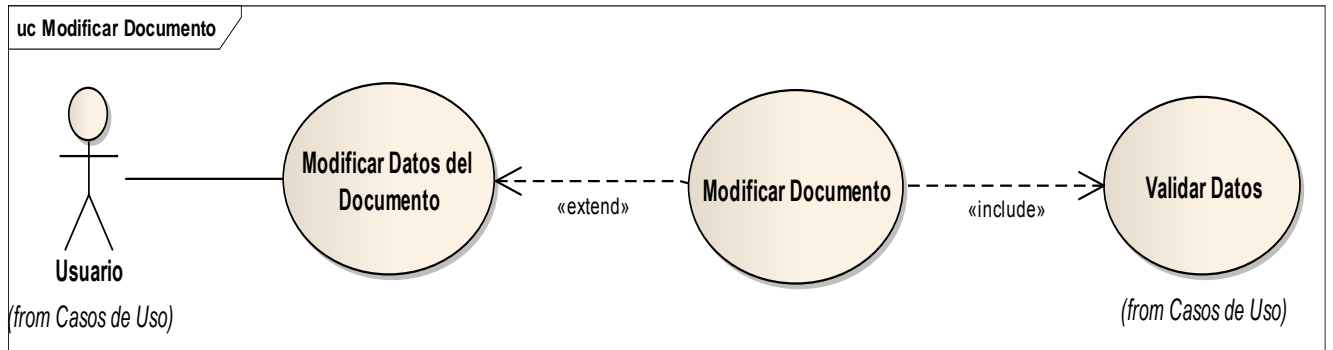 uc Modificar Documento
Modificar Datos del
Documento
«extend»
Modificar Documento
«include»
Validar Datos
Usuario
(from Casos de Uso)
(from Casos de Uso)